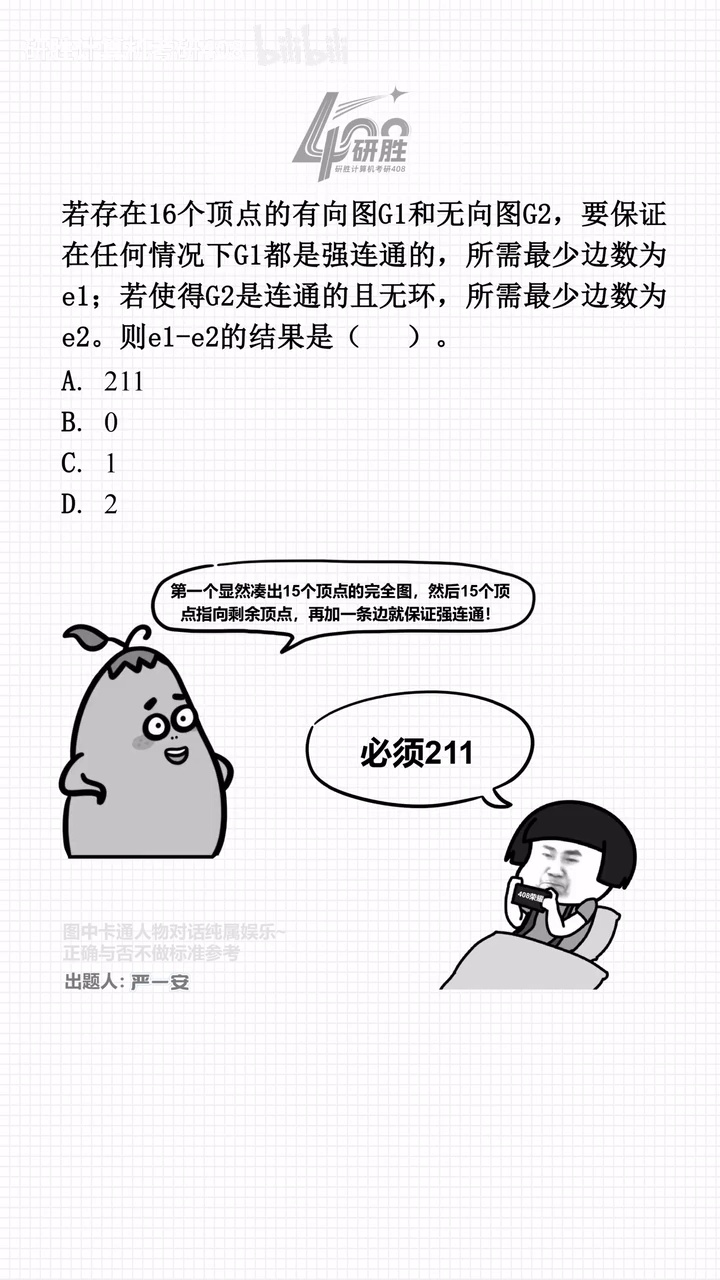 bilibili
408
研胜
研胜计算机考研408
若存在16个顶点的有向图G1和无向图G2，要保证
在任何情况下G1都是强连通的，所需最少边数为
e1；若使得G2是连通的且无环，所需最少边数为
e2。则e1-e2的结果是（  ）。
A. 211
B. 0
C. 1
D. 2
第一个显然凑出15个顶点的完全图，然后15个顶
点指向剩余顶点，再加一条边就保证强连通！
必须211
408荣耀
图中卡通人物对话纯属娱乐~
正确与否不做标准参考
出题人：严一安